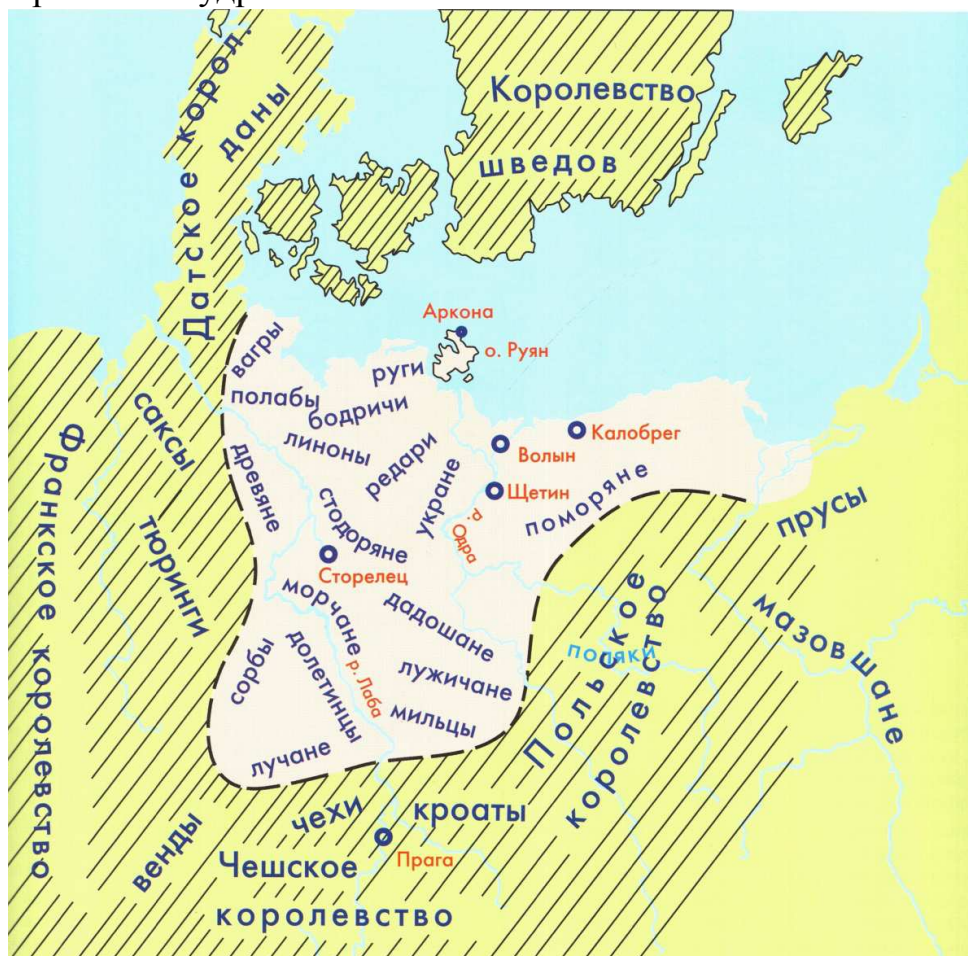 Датское корол.
даны
Королевство
шведов
Аркона
о. Руян
вагры
руги
полабы
бодричи
линоны
редари
укране
Волын
Калобрег
Щетин
поморяне
р. Одра
древяне
стодоряне
Сторелец
саксы
тюринги
Франкское королевство
морчане
дадошане
долетинцы
р. Лаба
лужичане
сорбы
мильцы
лучане
прусы
мазовшане
поляки
Польское
королевство
венды
чехи
кроаты
Прага
Чешское
королевство